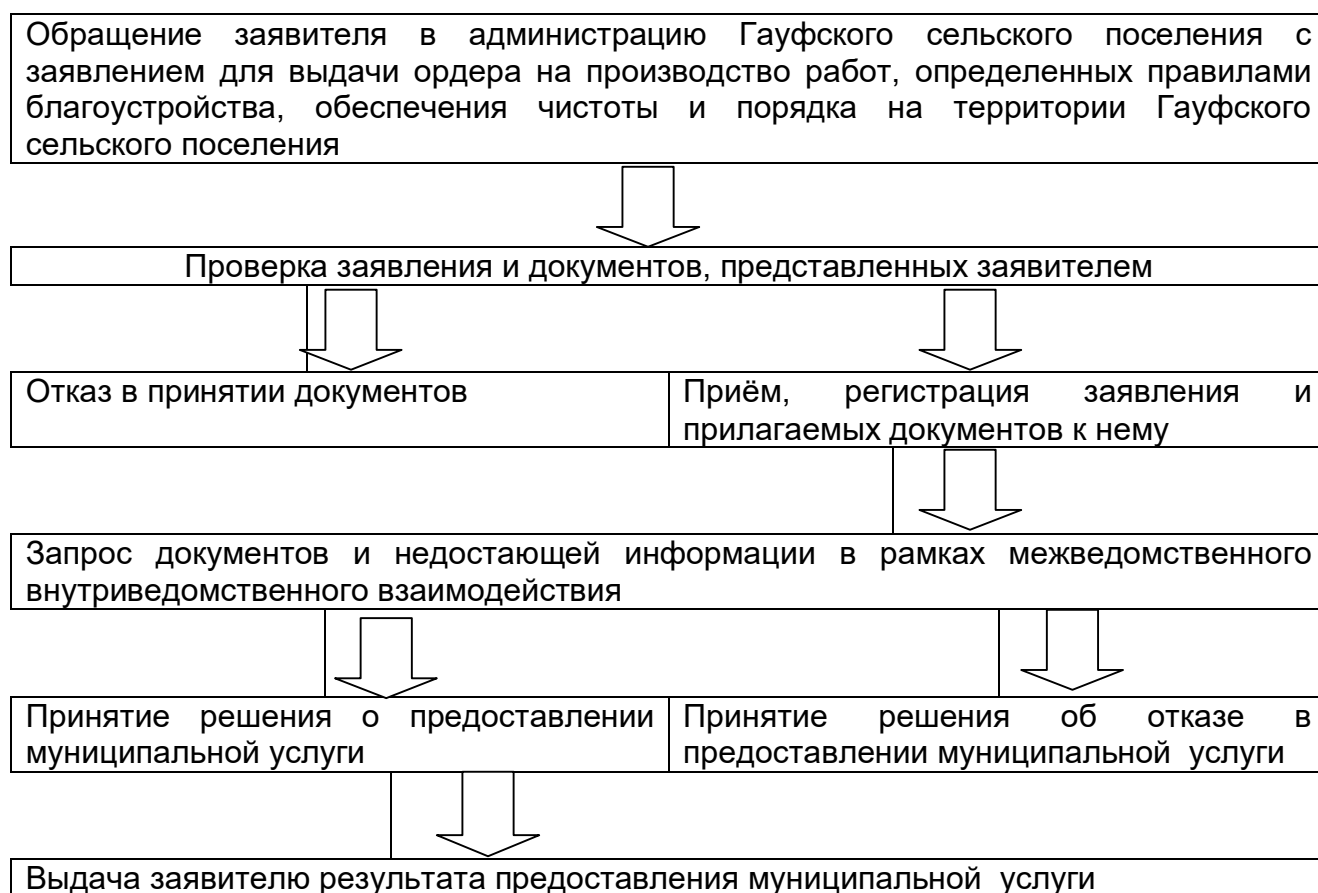 Обращение заявителя в администрацию Гауфского сельского поселения с
заявлением для выдачи ордера на производство работ, определенных правилами
благоустройства, обеспечения чистоты и порядка на территории Гауфского
сельского поселения
Проверка заявления и документов, представленных заявителем
Отказ в принятии документов
Приём, регистрация заявления и
прилагаемых документов к нему
Запрос документов и недостающей информации в рамках межведомственного
внутриведомственного взаимодействия
Принятие решения о предоставлении
муниципальной услуги
Принятие решения об отказе в
предоставлении муниципальной услуги
Выдача заявителю результата предоставления муниципальной услуги